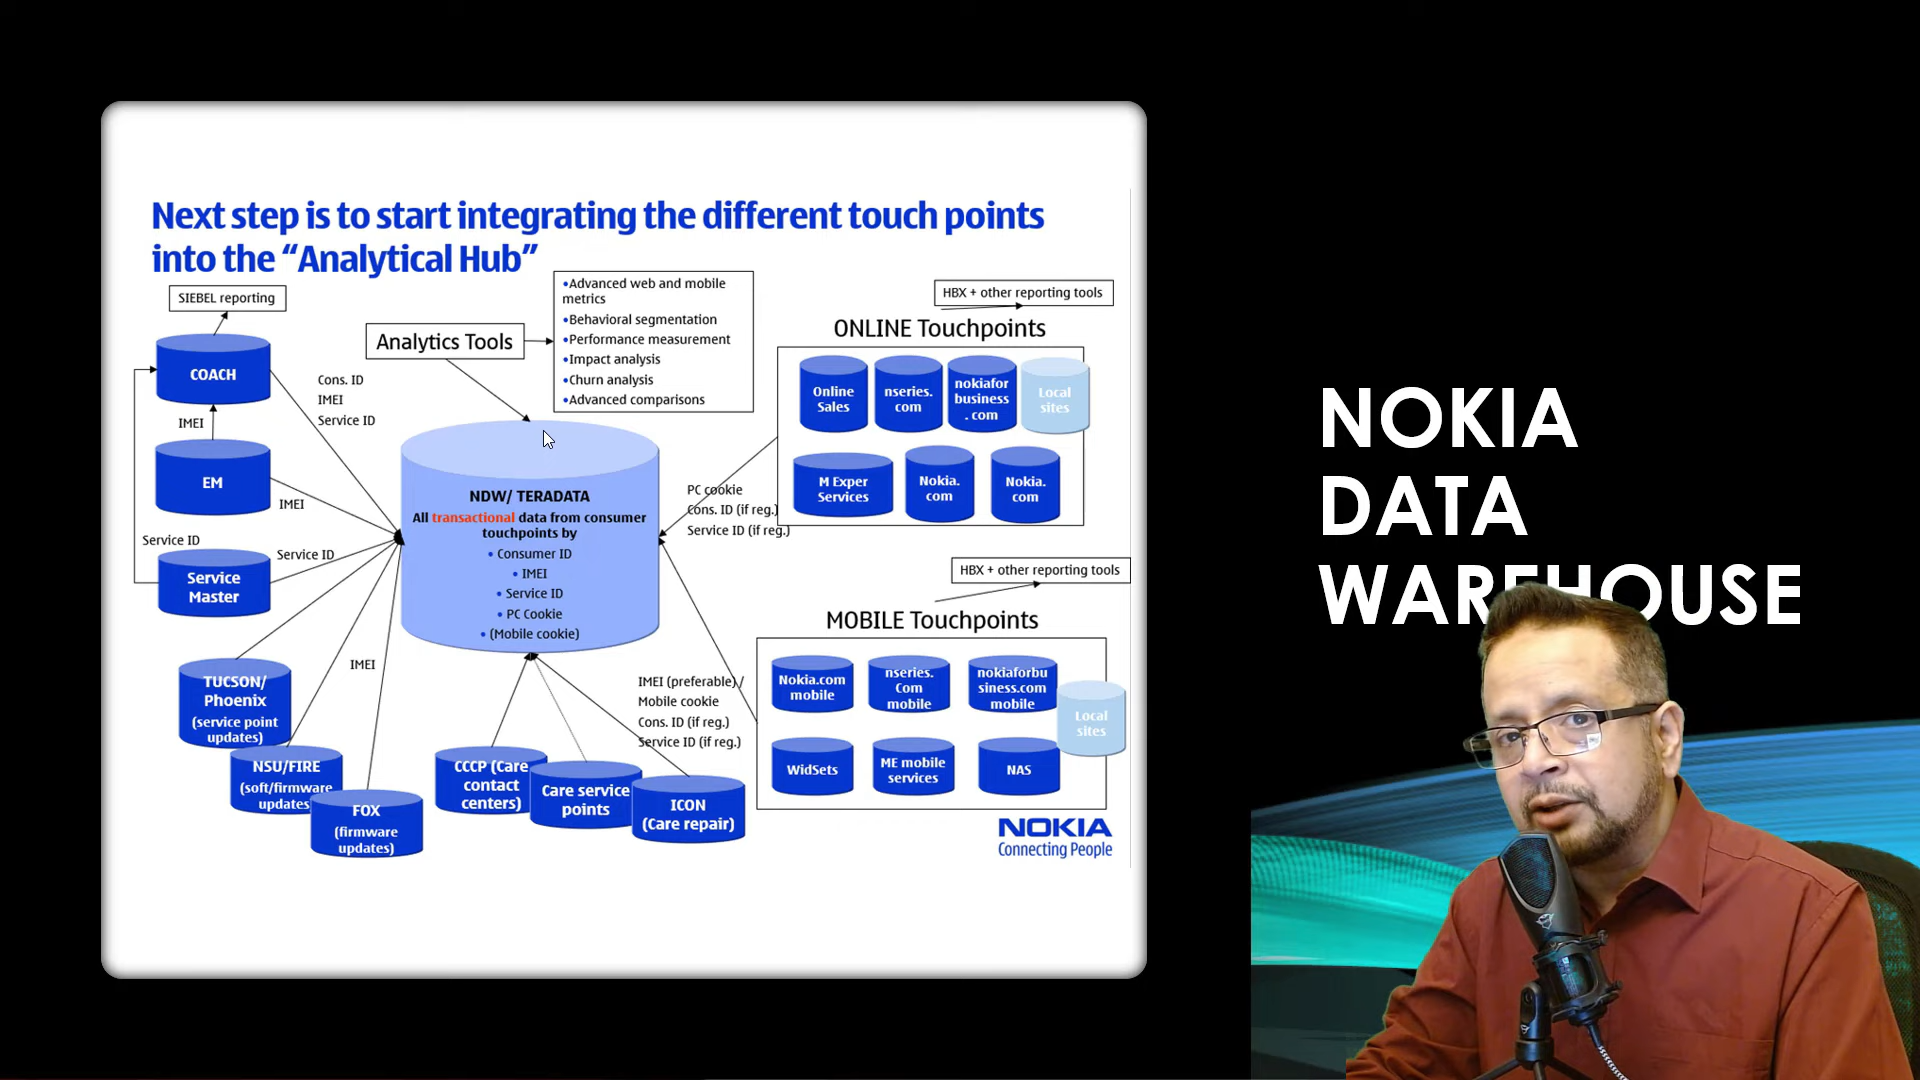 Next step is to start integrating the different touch points
into the “Analytical Hub”
SIEBEL reporting
COACH
IMEI
EM
Service ID
Service
Master
Cons. ID
IMEI
Service ID
IMEI
Service ID
Analytics Tools
•Advanced web and mobile
metrics
•Behavioral segmentation
•Performance measurement
•Impact analysis
•Churn analysis
•Advanced comparisons
NDW/ TERADATA
All transactional data from consumer
touchpoints by
• Consumer ID
• IMEI
• Service ID
• PC Cookie
• (Mobile cookie)
HBX + other reporting tools
ONLINE Touchpoints
Online
Sales
nseries.
com
nokiafor
business
. com
Local
sites
M Exper
Services
Nokia.
com
Nokia.
com
PC cookie
Cons. ID (if reg.)
Service ID (if reg.)
HBX + other reporting tools
MOBILE Touchpoints
Nokia.com
mobile
nseries.
Com
mobile
nokiaforbu
siness.com
mobile
Local
sites
WidSets
ME mobile
services
NAS
IMEI (preferable) /
Mobile cookie
Cons. ID (if reg.)
Service ID (if reg.)
TUCSON/
Phoenix
(service point
updates)
IMEI
NSU/FIRE
(soft/firmware
updates
FOX
(firmware
updates)
CCCP (Care
contact
centers)
Care service
points
ICON
(Care repair)
NOKIA
Connecting People
NOKIA
DATA
WAREHOUSE